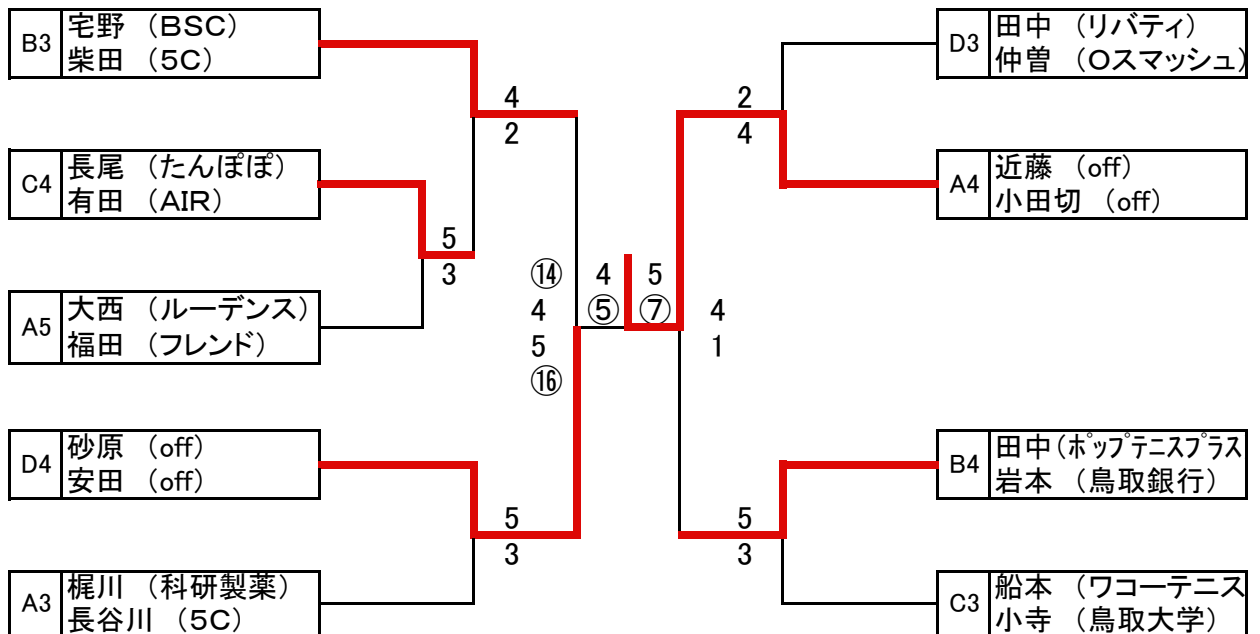 B3
宅野 （BSC）
柴田 （5C）
4
2
C4
長尾 （たんぽぽ）
有田 （AIR）
5
3
A5
大西 （ルーデンス）
福田 （フレンド）
⑭
4
5
⑯
D4
砂原 （off）
安田 （off）
5
3
A3
梶川 （科研製薬）
長谷川 （5C）
4 5
⑤ ⑦
D3
田中 （リバティ）
仲曽 （Oスマッシュ）
2
4
A4
近藤 （off）
小田切 （off）
4
1
B4
田中（ﾎﾟｯﾌﾟﾃﾆｽﾌﾟﾗｽ
岩本 （鳥取銀行）
5
3
C3
船本 （ワコーテニス
小寺 （鳥取大学）